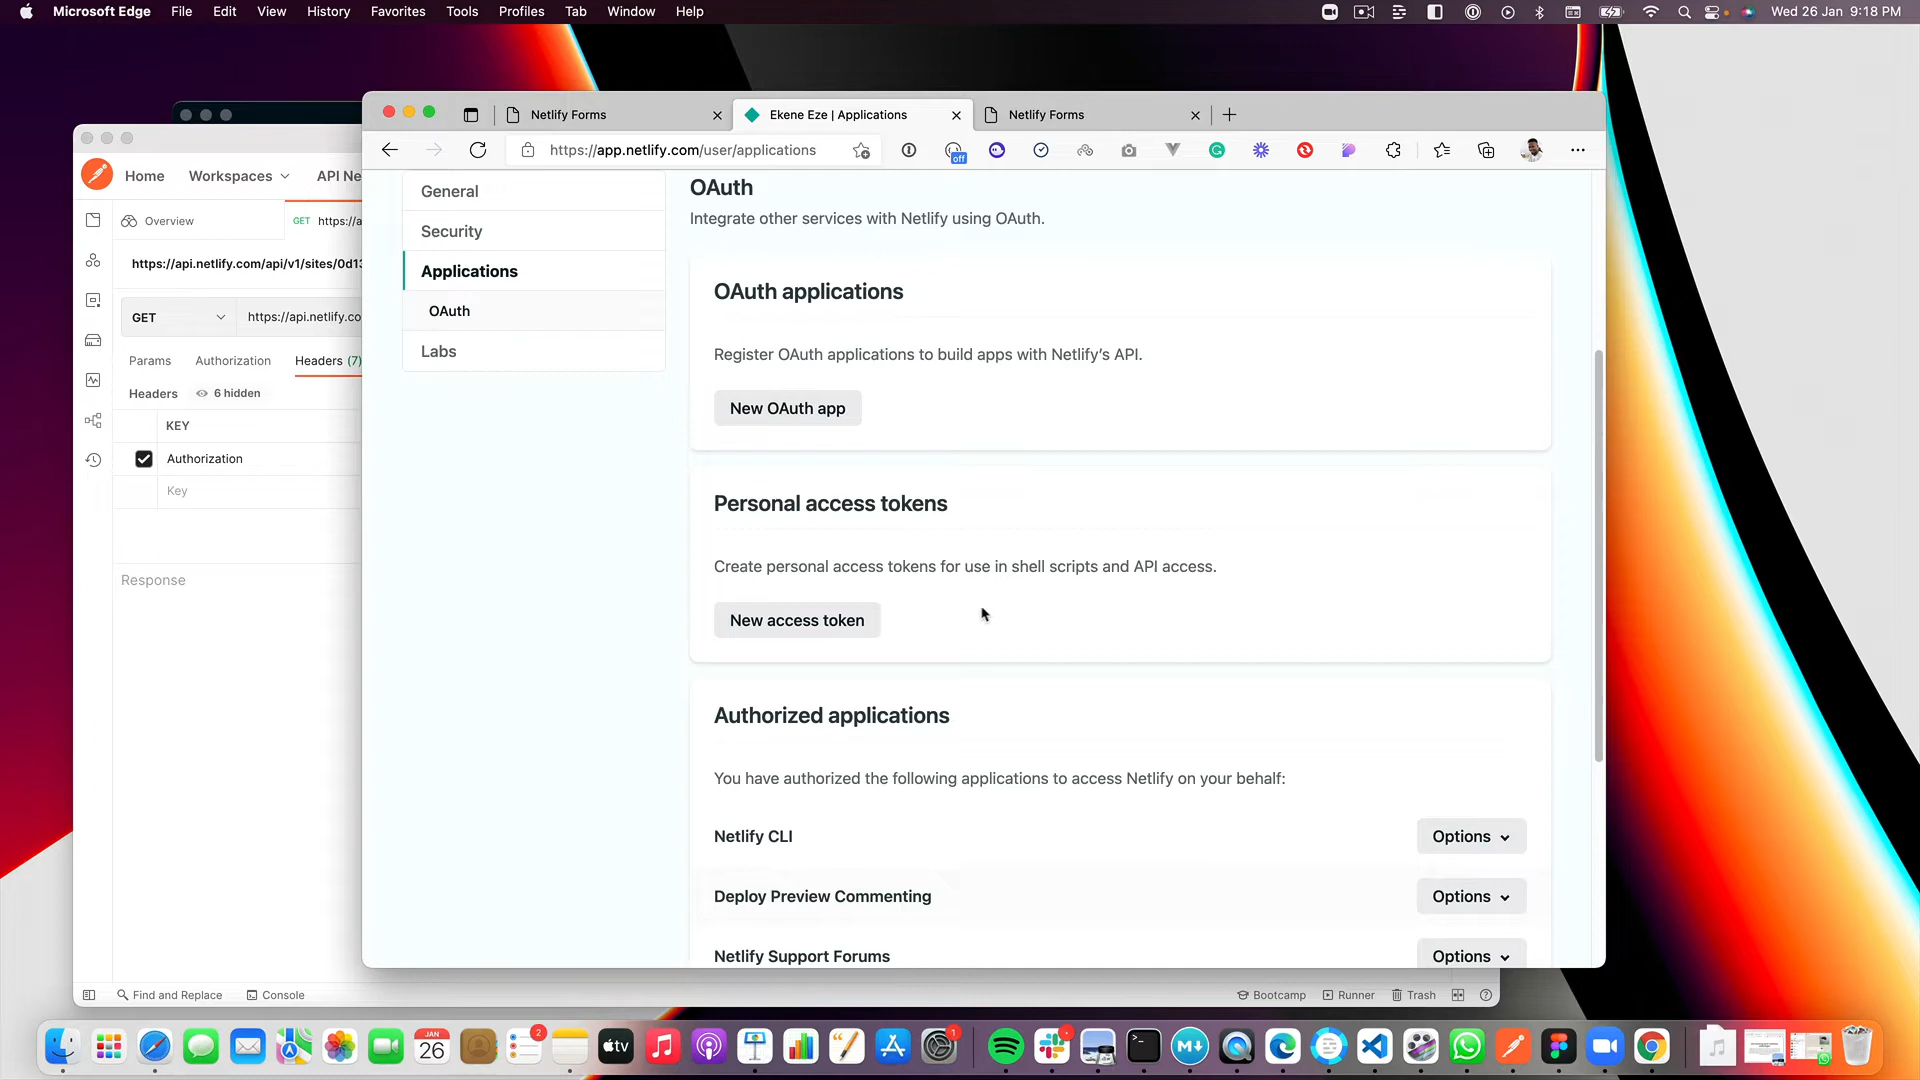 Microsoft Edge File Edit View History Favorites Tools Profiles Tab Window Help
Wed 26 Jan 9:18 PM
Netlify Forms
Ekene Eze | Applications
Netlify Forms
https://app.netlify.com/user/applications
off
Home Workspaces API Ne
Overview
GET https://a
https://api.netlify.com/api/v1/sites/0d13
GET https://api.netlify.co
Params Authorization Headers (7)
Headers 6 hidden
KEY
Authorization
Key
Response
General
Security
Applications
OAuth
Labs
OAuth
Integrate other services with Netlify using OAuth.
OAuth applications
Register OAuth applications to build apps with Netlify's API.
New OAuth app
Personal access tokens
Create personal access tokens for use in shell scripts and API access.
New access token
Authorized applications
You have authorized the following applications to access Netlify on your behalf:
Netlify CLI Options
Deploy Preview Commenting Options
Netlify Support Forums Options
Find and Replace Console Bootcamp Runner Trash
JAN
26
2
tv
1
M